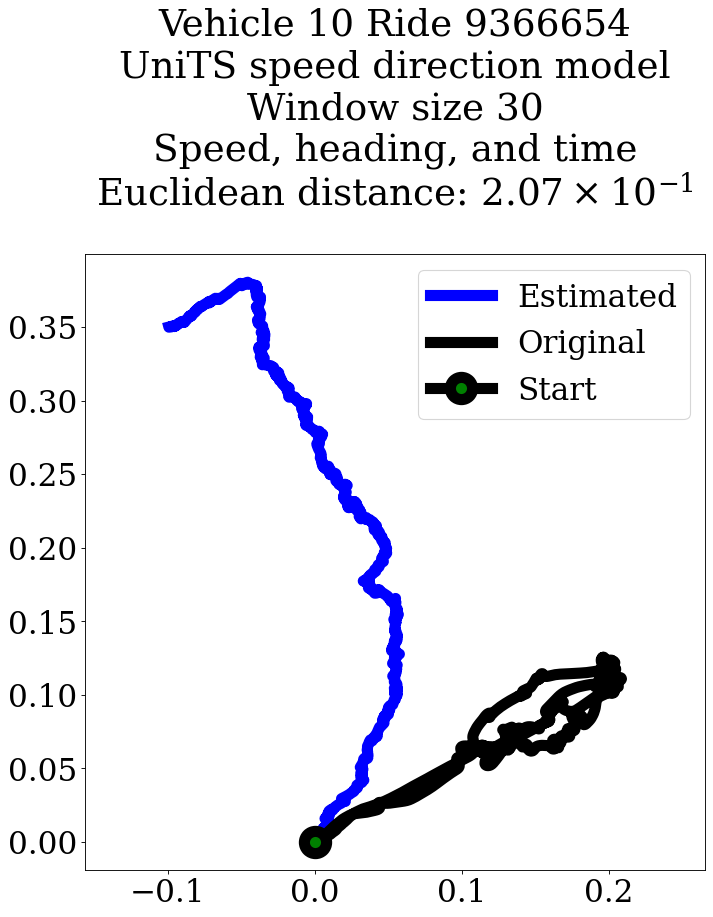 Vehicle 10 Ride 9366654
UniTS speed direction model
Window size 30
Speed, heading, and time
Euclidean distance: 2.07 × 10⁻¹
Estimated
Original
Start
0.35
0.30
0.25
0.20
0.15
0.10
0.05
0.00
−0.1
0.0
0.1
0.2